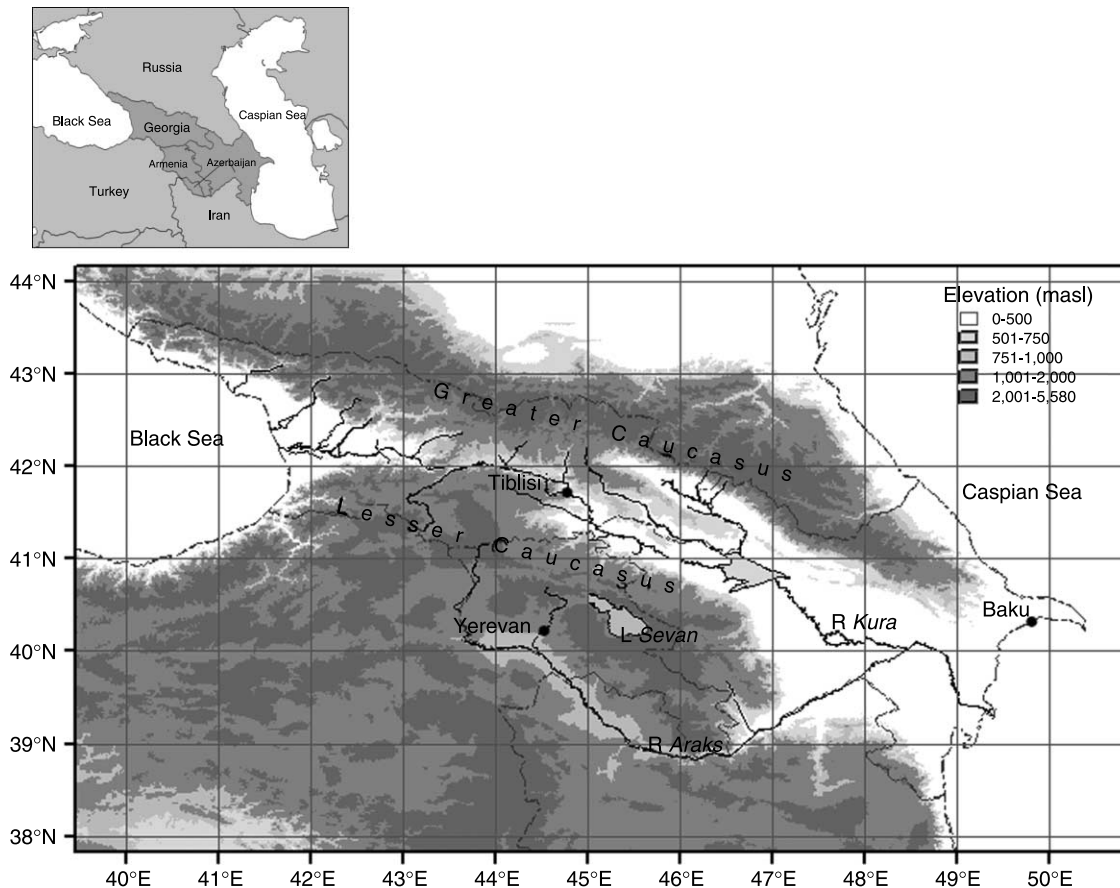 Russia
Black Sea
Georgia
Caspian Sea
Armenia
Azerbaijan
Turkey
Iran
44°N
43°N
42°N
41°N
40°N
39°N
38°N
Elevation (masl)
0-500
501-750
751-1,000
1,001-2,000
2,001-5,580
Greater Caucasus
Black Sea
Tiblisi
Caspian Sea
Lesser Caucasus
Baku
R Kura
Yerevan
L Sevan
R Araks
40°E 41°E 42°E 43°E 44°E 45°E 46°E 47°E 48°E 49°E 50°E